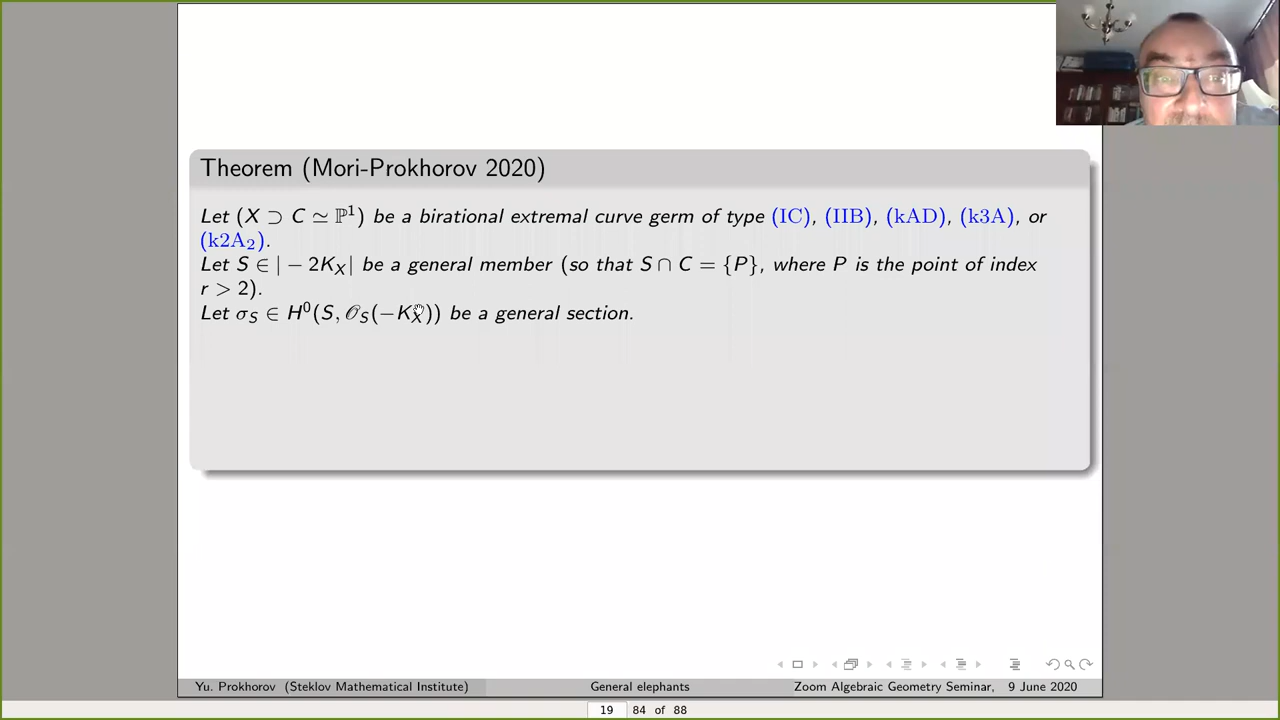 Theorem (Mori-Prokhorov 2020)
Let (X ⊃ C ≃ ℙ¹) be a birational extremal curve germ of type (IC), (IIB), (kAD), (k3A), or
(k2A₂).
Let S ∈ | − 2K_X| be a general member (so that S ∩ C = {P}, where P is the point of index
r > 2).
Let σ_S ∈ H⁰(S, 𝒪_S(−K_X)) be a general section.
Yu. Prokhorov (Steklov Mathematical Institute) General elephants Zoom Algebraic Geometry Seminar, 9 June 2020
19 84 of 88